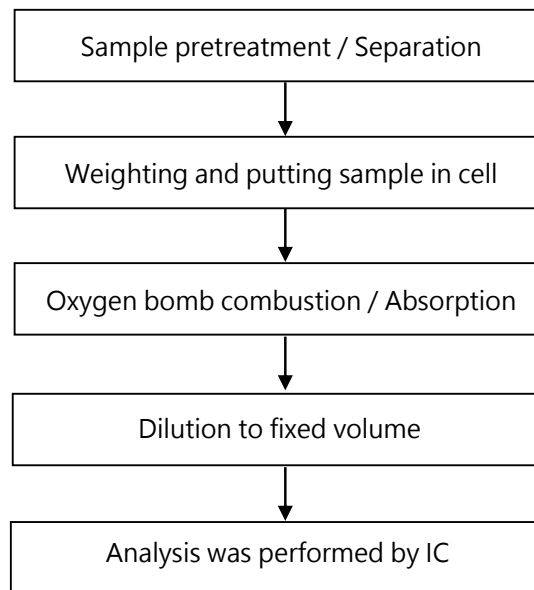 Sample pretreatment / Separation
Weighting and putting sample in cell
Oxygen bomb combustion / Absorption
Dilution to fixed volume
Analysis was performed by IC